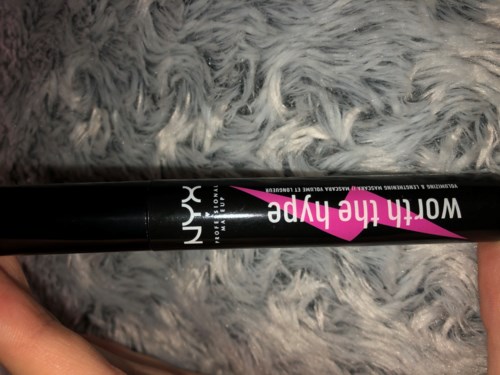 NYX
PROFESSIONAL
MAKEUP
worth the hype
VOLUMIZING & LENGTHENING MASCARA // MASCARA VOLUME ET LONGUEUR